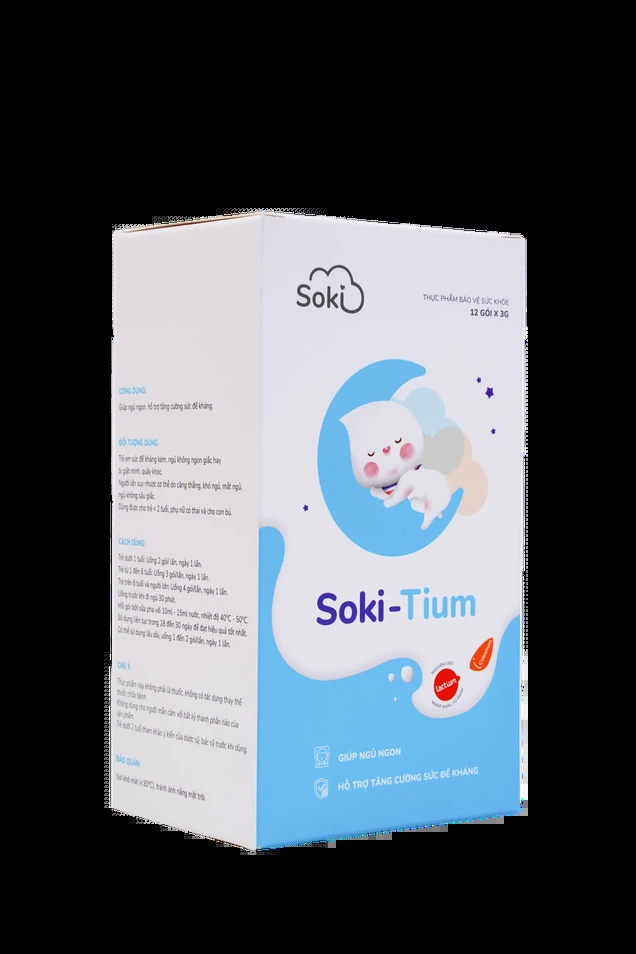 CÔNG DỤNG:
Giúp ngủ ngon, hỗ trợ tăng cường sức đề kháng.
ĐỐI TƯỢNG DÙNG:
Trẻ em sức đề kháng kém, ngủ không ngon giấc hay
bị giật mình, quấy khóc.
Người lớn suy nhược cơ thể do căng thẳng, khó ngủ, mất ngủ,
ngủ không sâu giấc.
Dùng được cho trẻ < 2 tuổi, phụ nữ có thai và cho con bú.
CÁCH DÙNG:
Trẻ dưới 1 tuổi: Uống 2 gói/ lần, ngày 1 lần.
Trẻ từ 1 đến 6 tuổi: Uống 3 gói/lần, ngày 1 lần.
Trẻ trên 6 tuổi và người lớn: Uống 4 gói/lần, ngày 1 lần.
Uống trước khi đi ngủ 30 phút.
Mỗi gói bột sữa pha với 10mL - 15ml nước, nhiệt độ 40°C - 50°C.
Sử dụng liên tục trong 18 đến 30 ngày để đạt hiệu quả tốt nhất.
Có thể sử dụng lâu dài, uống 1 đến 2 gói/lần, ngày 1 lần.
CHÚ Ý:
Thực phẩm này không phải là thuốc, không có tác dụng thay thế
thuốc chữa bệnh.
Không dùng cho người mẫn cảm với bất kỳ thành phần nào của
sản phẩm.
Trẻ dưới 2 tuổi tham khảo ý kiến của dược sỹ, bác sỹ trước khi dùng.
BẢO QUẢN:
Nơi khô mát (<30°C), tránh ánh nắng mặt trời.
Soki
THỰC PHẨM BẢO VỆ SỨC KHỎE
12 GÓI X 3G
Soki-Tium
NGUYÊN LIỆU
Lactium
NHẬP KHẨU TỪ PHÁP
GIÚP NGỦ NGON
HỖ TRỢ TĂNG CƯỜNG SỨC ĐỀ KHÁNG